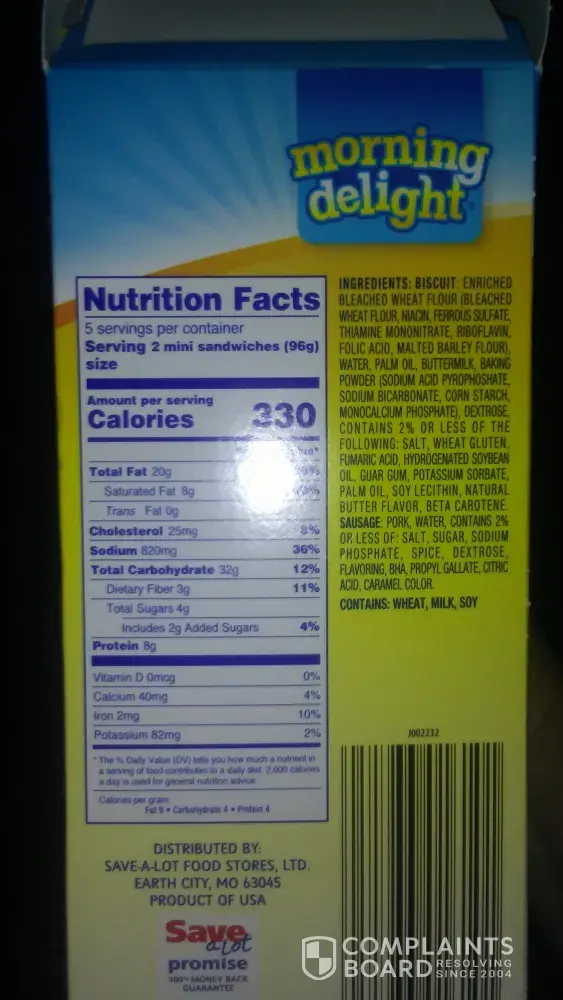 morning
delight
Nutrition Facts
5 servings per container
Serving 2 mini sandwiches (96g)
size
Amount per serving
Calories 330
Total Fat 20g
Saturated Fat 8g
Trans Fat 0g
Cholesterol 25mg 8%
Sodium 820mg 36%
Total Carbohydrate 32g 12%
Dietary Fiber 3g 11%
Total Sugars 4g
Includes 2g Added Sugars 4%
Protein 8g
Vitamin D 0mcg 0%
Calcium 40mg 4%
Iron 2mg 10%
Potassium 82mg 2%
* The % Daily Value (DV) tells you how much a nutrient in
a serving of food contributes to a daily diet. 2,000 calories
a day is used for general nutrition advice.
Calories per gram
Fat 9 • Carbohydrate 4 • Protein 4
INGREDIENTS: BISCUIT: ENRICHED
BLEACHED WHEAT FLOUR (BLEACHED
WHEAT FLOUR, NIACIN, FERROUS SULFATE,
THIAMINE MONONITRATE, RIBOFLAVIN,
FOLIC ACID, MALTED BARLEY FLOUR),
WATER, PALM OIL, BUTTERMILK, BAKING
POWDER (SODIUM ACID PYROPHOSHATE,
SODIUM BICARBONATE, CORN STARCH,
MONOCALCIUM PHOSPHATE), DEXTROSE,
CONTAINS 2% OR LESS OF THE
FOLLOWING: SALT, WHEAT GLUTEN,
FUMARIC ACID, HYDROGENATED SOYBEAN
OIL, GUAR GUM, POTASSIUM SORBATE,
PALM OIL, SOY LECITHIN, NATURAL
BUTTER FLAVOR, BETA CAROTENE.
SAUSAGE: PORK, WATER, CONTAINS 2%
OR LESS OF: SALT, SUGAR, SODIUM
PHOSPHATE, SPICE, DEXTROSE,
FLAVORING, BHA, PROPYL GALLATE, CITRIC
ACID, CARAMEL COLOR.
CONTAINS: WHEAT, MILK, SOY
J002232
DISTRIBUTED BY:
SAVE-A-LOT FOOD STORES, LTD.
EARTH CITY, MO 63045
PRODUCT OF USA
Save
a lot
promise
100% MONEY BACK
GUARANTEE
COMPLAINTS
BOARD RESOLVING
SINCE 2004